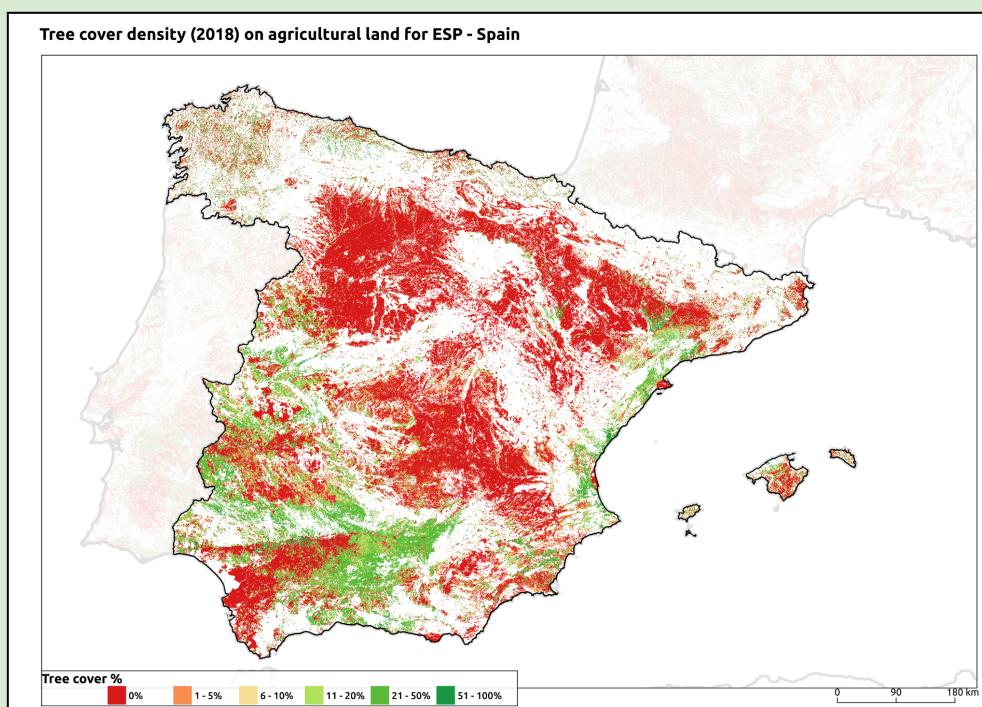 Tree cover density (2018) on agricultural land for ESP - Spain
Tree cover %
0% 1 - 5% 6 - 10% 11 - 20% 21 - 50% 51 - 100%
0 90 180 km